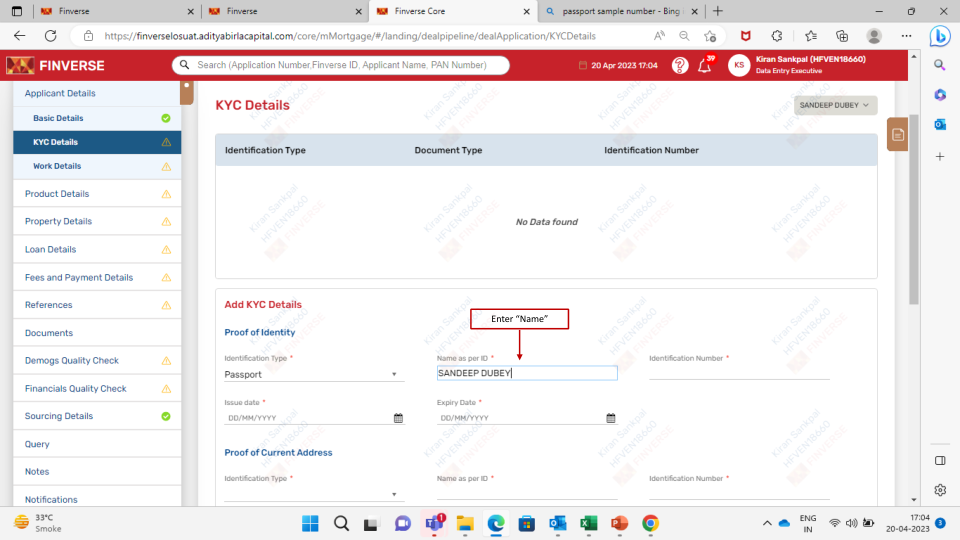 Finverse
Finverse
Finverse Core
passport sample number - Bing
https://finverselosuat.adityabirlacapital.com/core/mMortgage/#/landing/dealpipeline/dealApplication/KYCDetails
FINVERSE
Search (Application Number,Finverse ID, Applicant Name, PAN Number)
20 Apr 2023 17:04
39
KS
Kiran Sankpal (HFVEN18660)
Data Entry Executive
Applicant Details
Basic Details
KYC Details
Work Details
Product Details
Property Details
Loan Details
Fees and Payment Details
References
Documents
Demogs Quality Check
Financials Quality Check
Sourcing Details
Query
Notes
Notifications
KYC Details
SANDEEP DUBEY
Identification Type Document Type Identification Number
No Data found
Add KYC Details
Enter “Name”
Proof of Identity
Identification Type * Name as per ID * Identification Number *
Passport SANDEEP DUBEY
Issue date * Expiry Date *
DD/MM/YYYY DD/MM/YYYY
Proof of Current Address
Identification Type * Name as per ID * Identification Number *
Kiran Sankpal
HFVEN18660
FINVERSE
33°C
Smoke
1
ENG
IN
17:04
20-04-2023
3